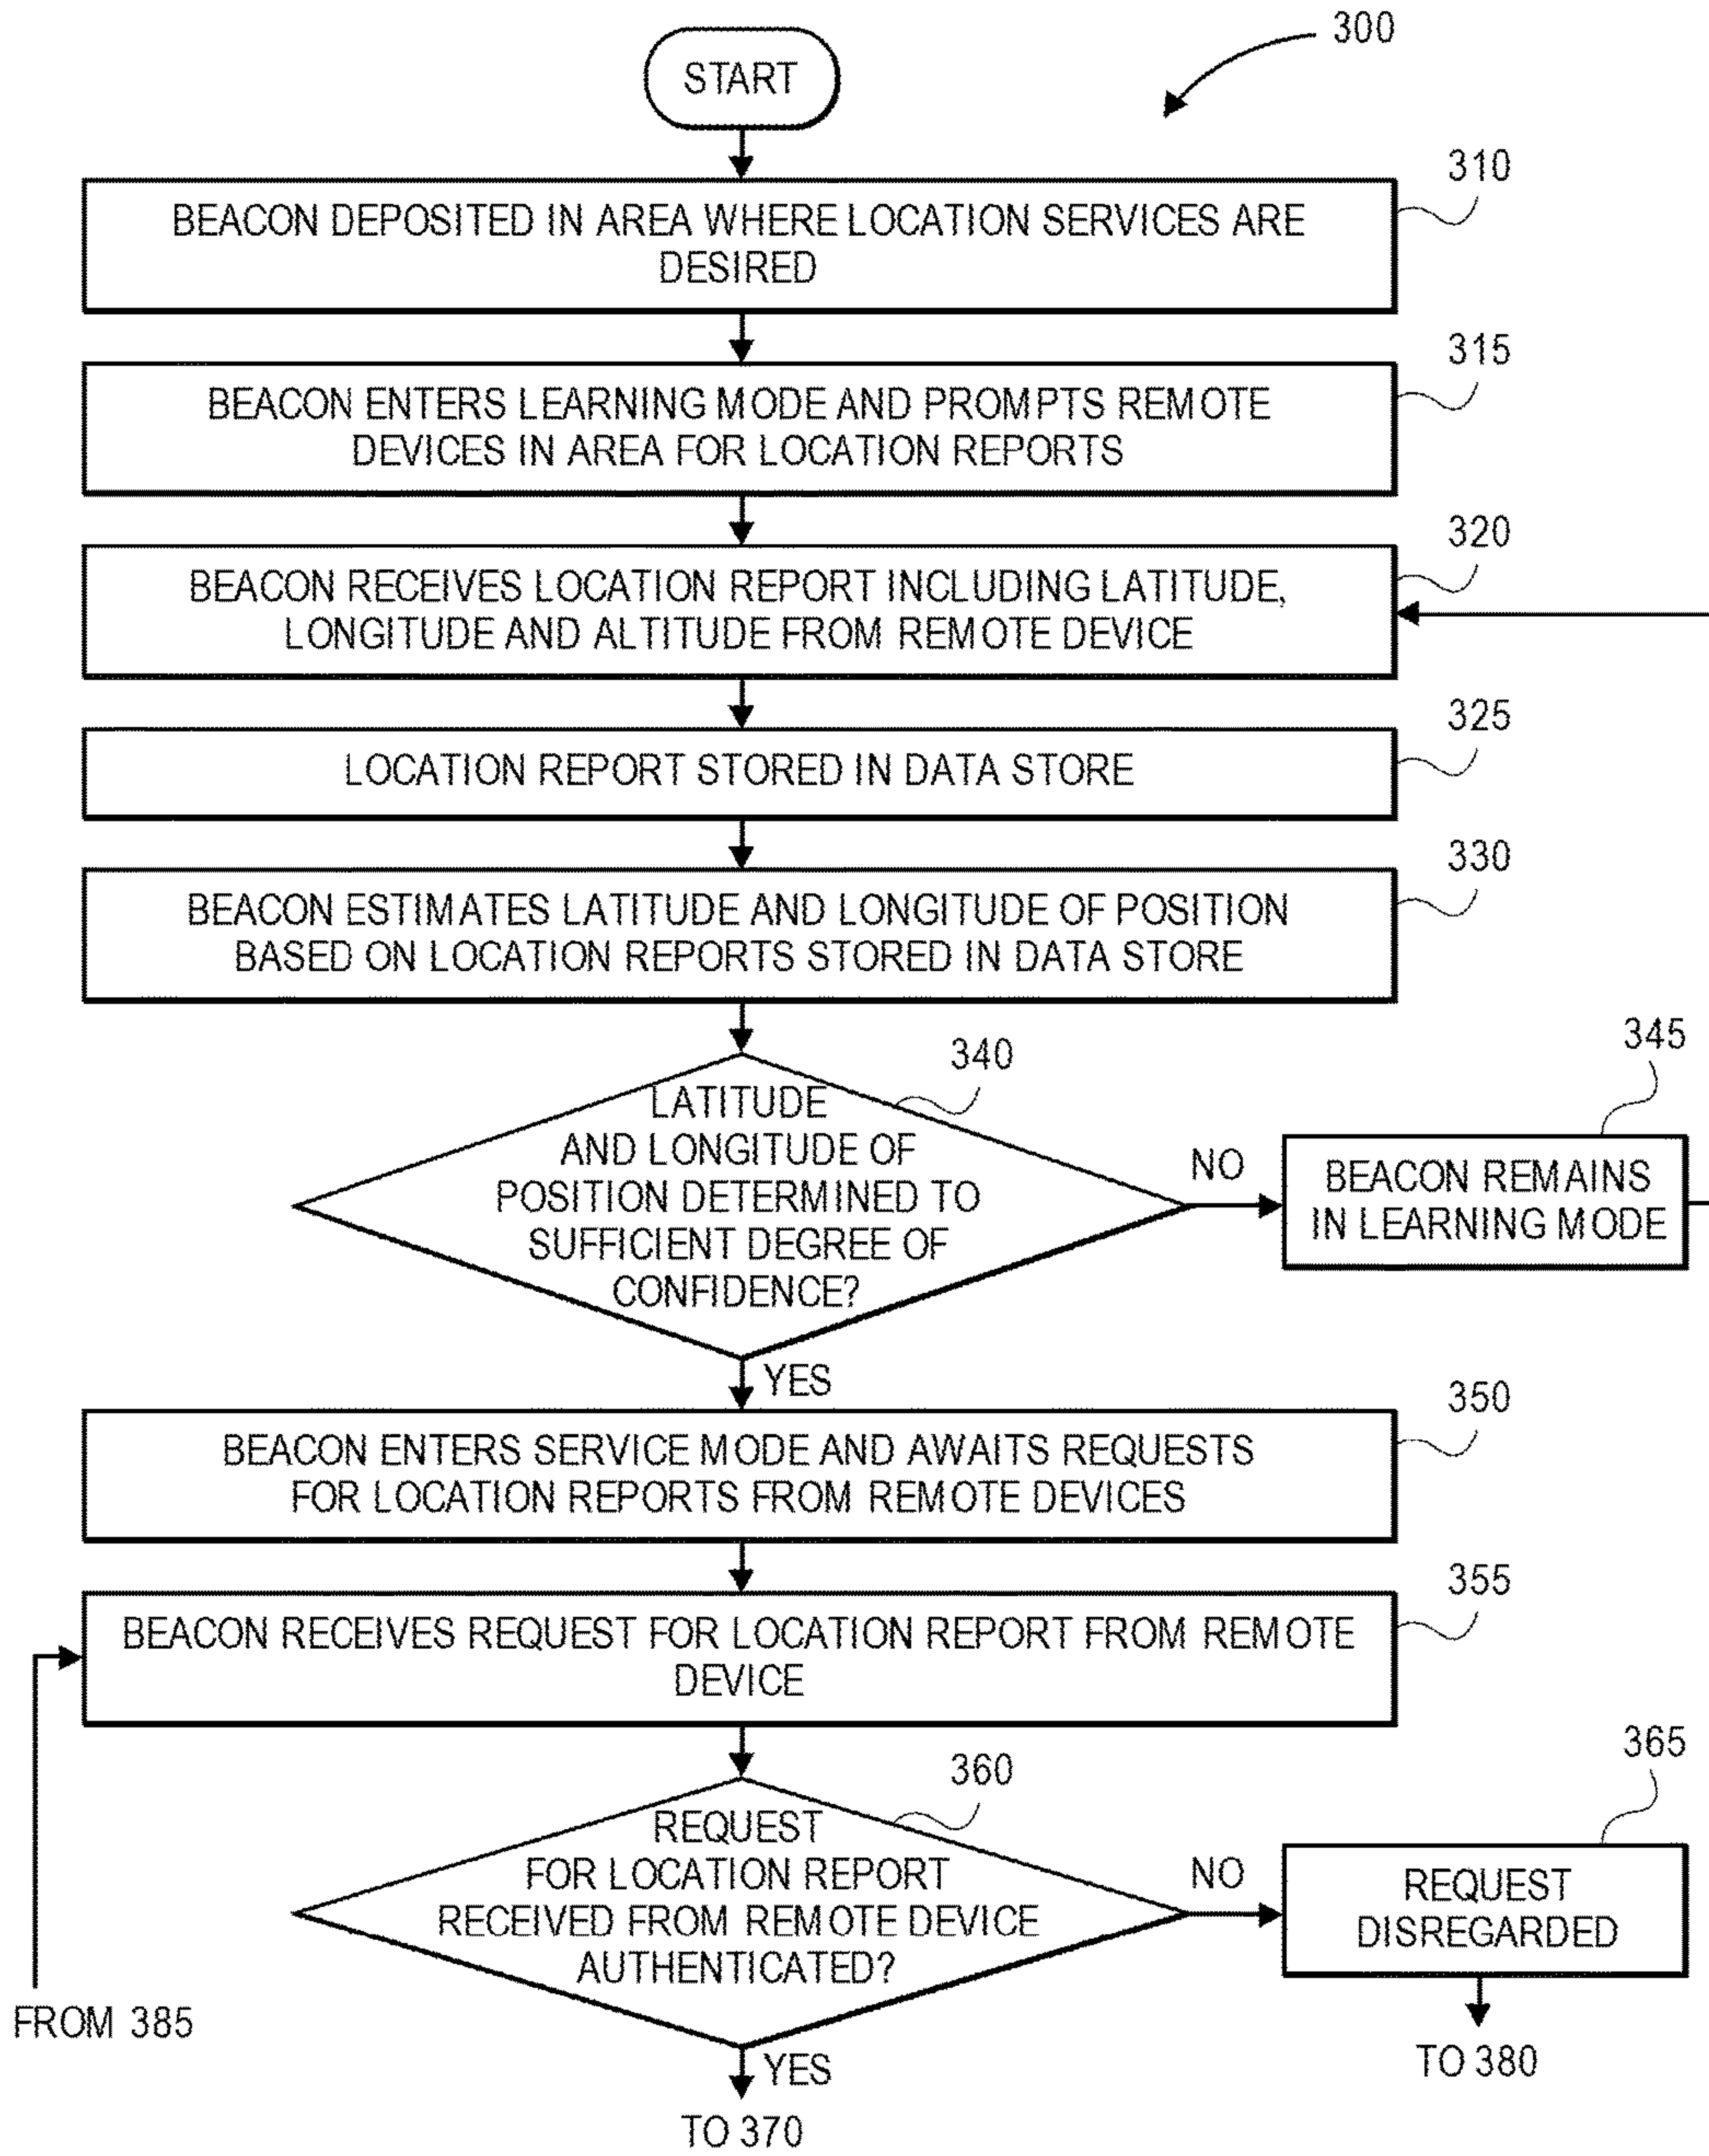 300
START
310
BEACON DEPOSITED IN AREA WHERE LOCATION SERVICES ARE
DESIRED
315
BEACON ENTERS LEARNING MODE AND PROMPTS REMOTE
DEVICES IN AREA FOR LOCATION REPORTS
320
BEACON RECEIVES LOCATION REPORT INCLUDING LATITUDE,
LONGITUDE AND ALTITUDE FROM REMOTE DEVICE
325
LOCATION REPORT STORED IN DATA STORE
330
BEACON ESTIMATES LATITUDE AND LONGITUDE OF POSITION
BASED ON LOCATION REPORTS STORED IN DATA STORE
340
LATITUDE
AND LONGITUDE OF
POSITION DETERMINED TO
SUFFICIENT DEGREE OF
CONFIDENCE?
NO
345
BEACON REMAINS
IN LEARNING MODE
YES
350
BEACON ENTERS SERVICE MODE AND AWAITS REQUESTS
FOR LOCATION REPORTS FROM REMOTE DEVICES
355
BEACON RECEIVES REQUEST FOR LOCATION REPORT FROM REMOTE
DEVICE
360
REQUEST
FOR LOCATION REPORT
RECEIVED FROM REMOTE DEVICE
AUTHENTICATED?
NO
365
REQUEST
DISREGARDED
FROM 385
TO 380
YES
TO 370